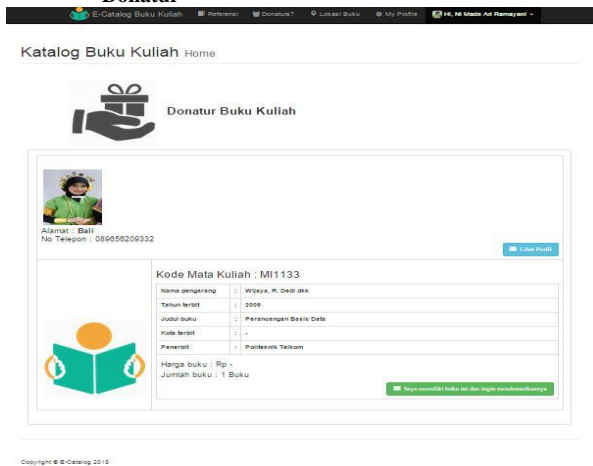 Donatur
E-Catalog Buku Kuliah Referensi Donaturs? Lokasi Buku My Profile Hi, Ni Made Ari Ramayani
Katalog Buku Kuliah Home
Donatur Buku Kuliah
Alamat : Bali
No Telepon : 089656209332
Lihat Profil
Kode Mata Kuliah : MI1133
Nama pengarang : Wijaya, R. Dedi dkk
Tahun terbit : 2009
Judul buku : Perancangan Basis Data
Kota terbit : -
Penerbit : Politeknik Telkom
Harga buku : Rp -
Jumlah buku : 1 Buku
Saya memiliki buku ini dan ingin mendonasikannya
Copyright © E-Catalog 2015